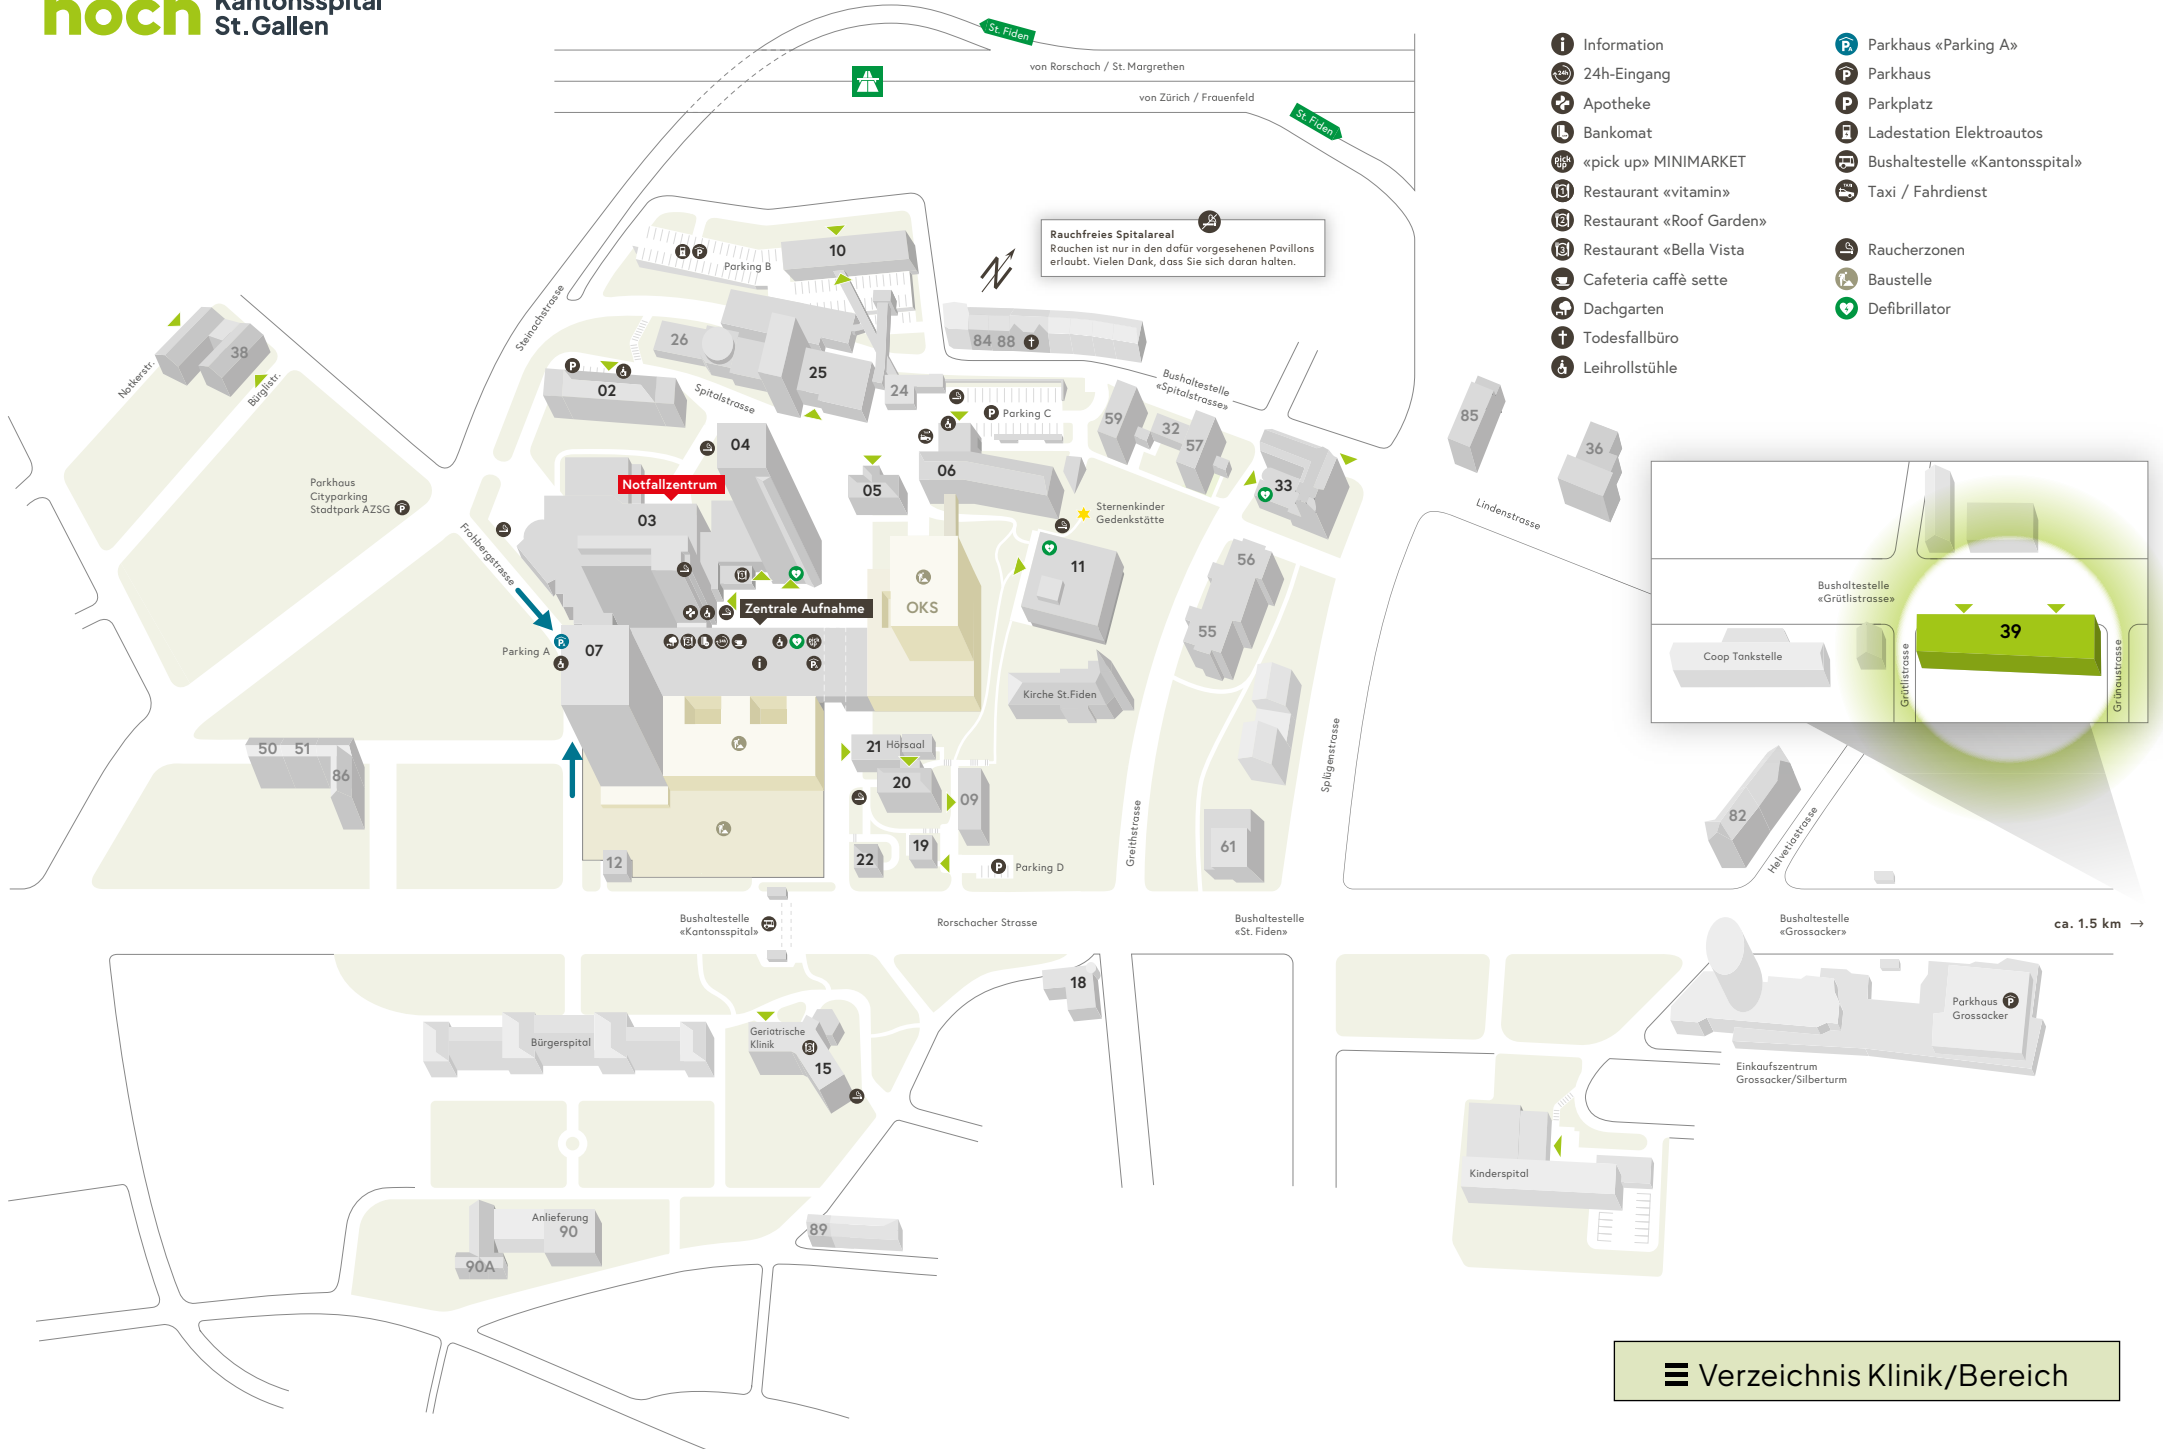 noch
Kantonsspital
St.Gallen
St. Fiden
von Rorschach / St. Margrethen
von Zürich / Frauenfeld
St. Fiden
Information
24h-Eingang
Apotheke
Bankomat
«pick up» MINIMARKET
Restaurant «vitamin»
Restaurant «Roof Garden»
Restaurant «Bella Vista
Cafeteria caffè sette
Dachgarten
Todesfallbüro
Leihrollstühle
Parkhaus «Parking A»
Parkhaus
Parkplatz
Ladestation Elektroautos
Bushaltestelle «Kantonsspital»
Taxi / Fahrdienst
Raucherzonen
Baustelle
Defibrillator
Rauchfreies Spitalareal
Rauchen ist nur in den dafür vorgesehenen Pavillons
erlaubt. Vielen Dank, dass Sie sich daran halten.
N
10
Parking B
Steinachstrasse
26
25
24
84 88
02
Spitalstrasse
Bushaltestelle
«Spitalstrasse»
38
Notkerstr.
Bürglistr.
Parking C
59
32
57
85
36
04
06
05
33
Notfallzentrum
03
Parkhaus
Cityparking
Stadtpark AZSG
Frohbergstrasse
Sternenkinder
Gedenkstätte
Lindenstrasse
11
56
55
OKS
Zentrale Aufnahme
Parking A
07
Kirche St.Fiden
Bushaltestelle
«Grütlistrasse»
39
Coop Tankstelle
Grütlistrasse
Grünaustrasse
50 51
86
21 Hörsaal
20
09
19
22
12
Parking D
Greithstrasse
Splügenstrasse
61
82
Helvetiastrasse
Bushaltestelle
«Kantonsspital»
Rorschacher Strasse
Bushaltestelle
«St. Fiden»
Bushaltestelle
«Grossacker»
ca. 1.5 km →
18
Bürgerspital
Geriatrische
Klinik
15
Parkhaus
Grossacker
Einkaufszentrum
Grossacker/Silberturm
Kinderspital
Anlieferung
90
90A
89
Verzeichnis Klinik/Bereich